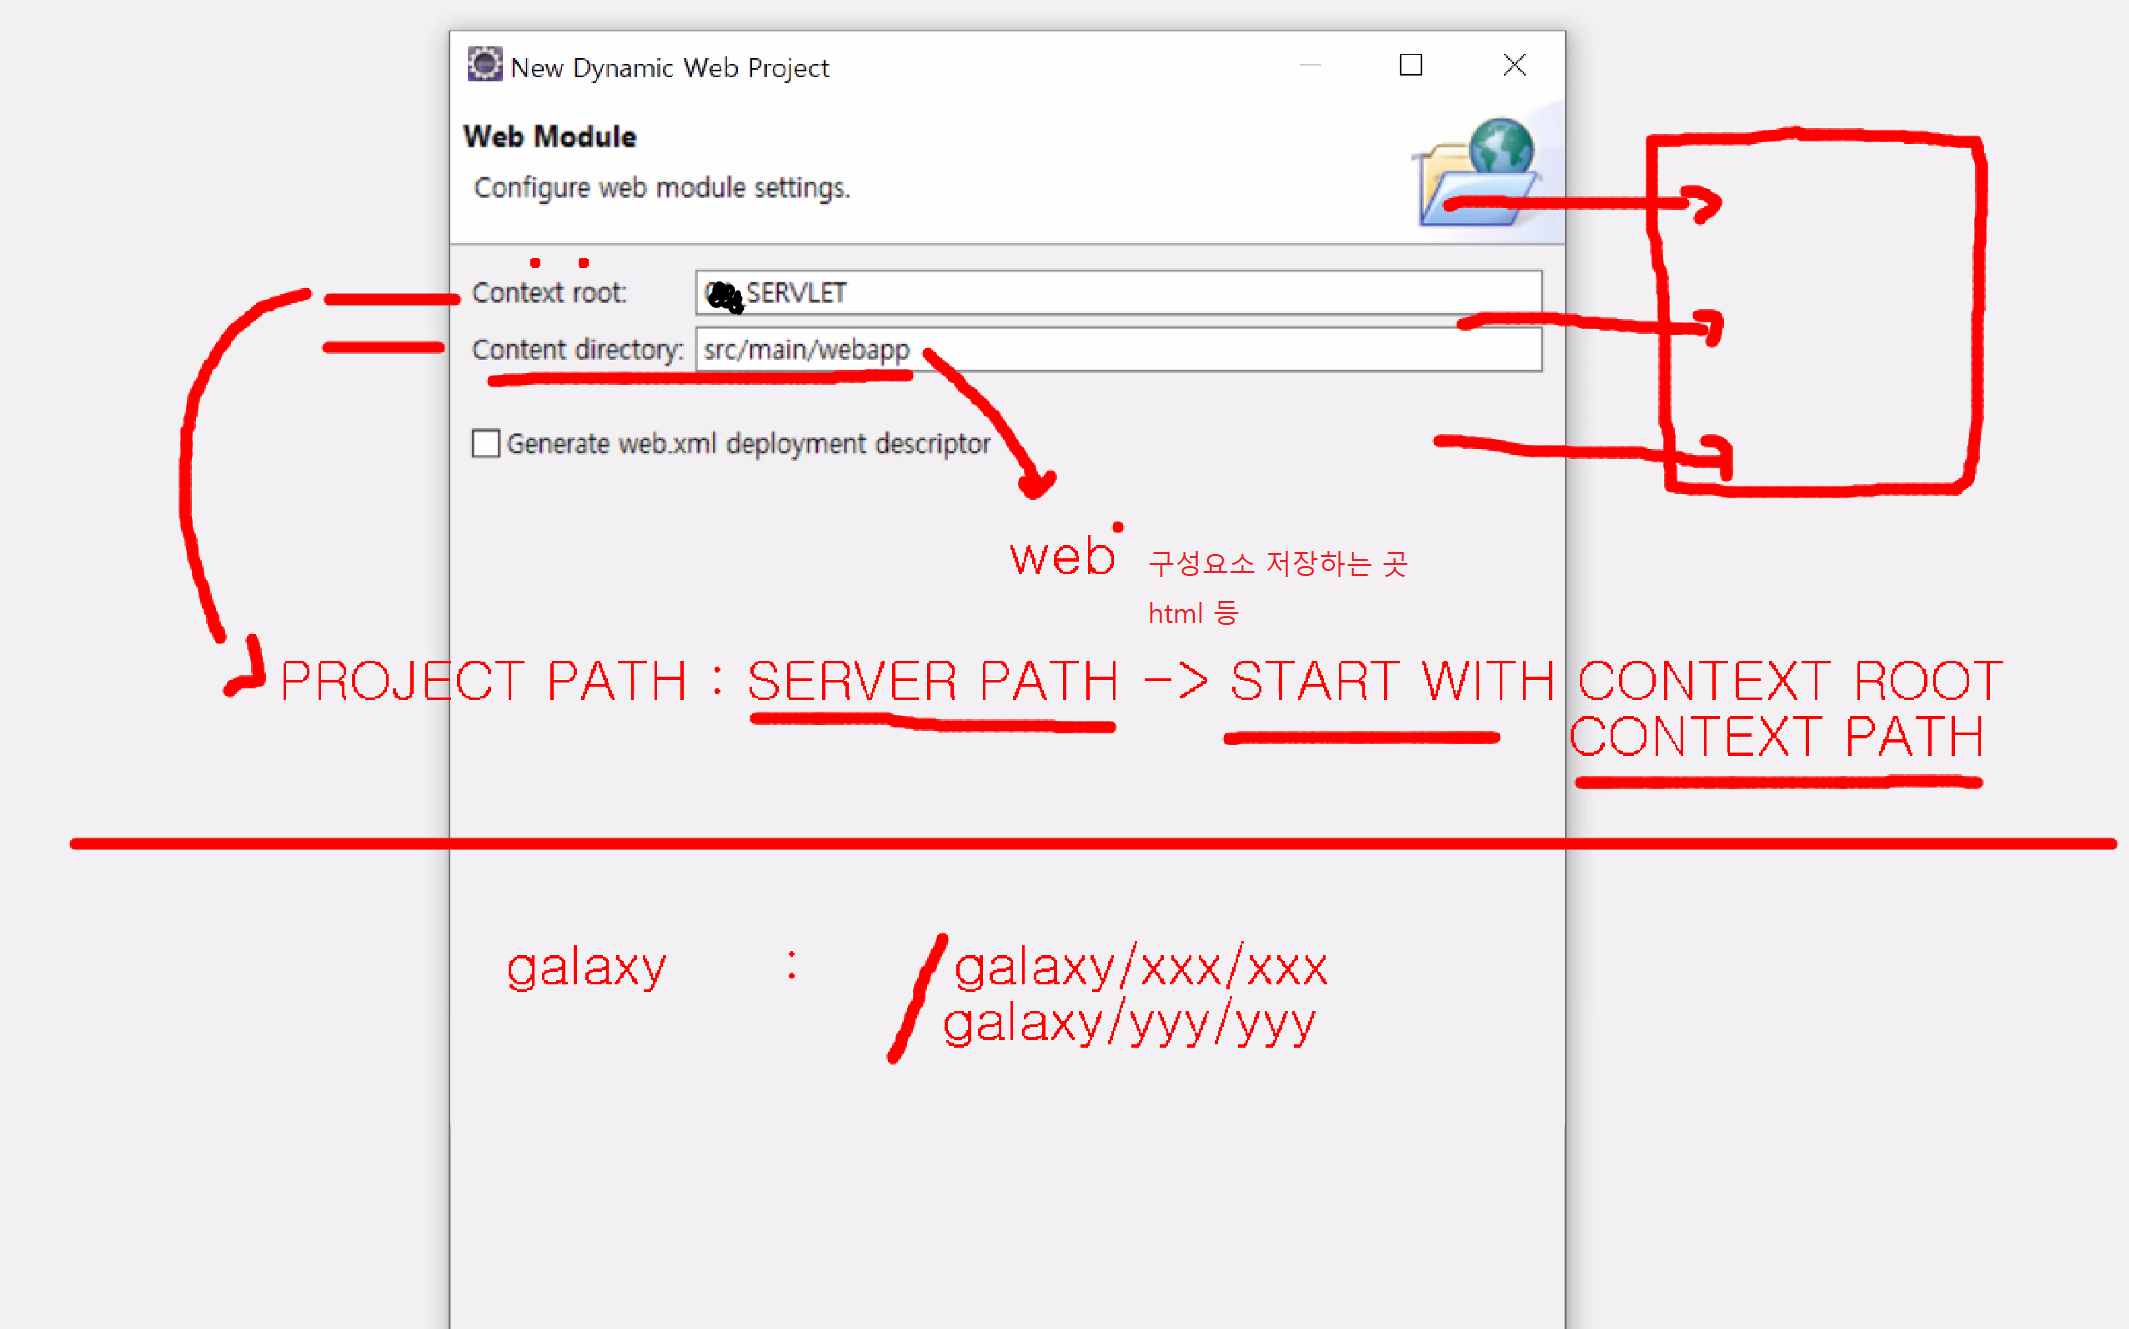 New Dynamic Web Project
Web Module
Configure web module settings.
Context root: SERVLET
Content directory: src/main/webapp
Generate web.xml deployment descriptor
web 구성요소 저장하는 곳
html 등
PROJECT PATH : SERVER PATH -> START WITH CONTEXT ROOT
CONTEXT PATH
galaxy : / galaxy/xxx/xxx
galaxy/yyy/yyy